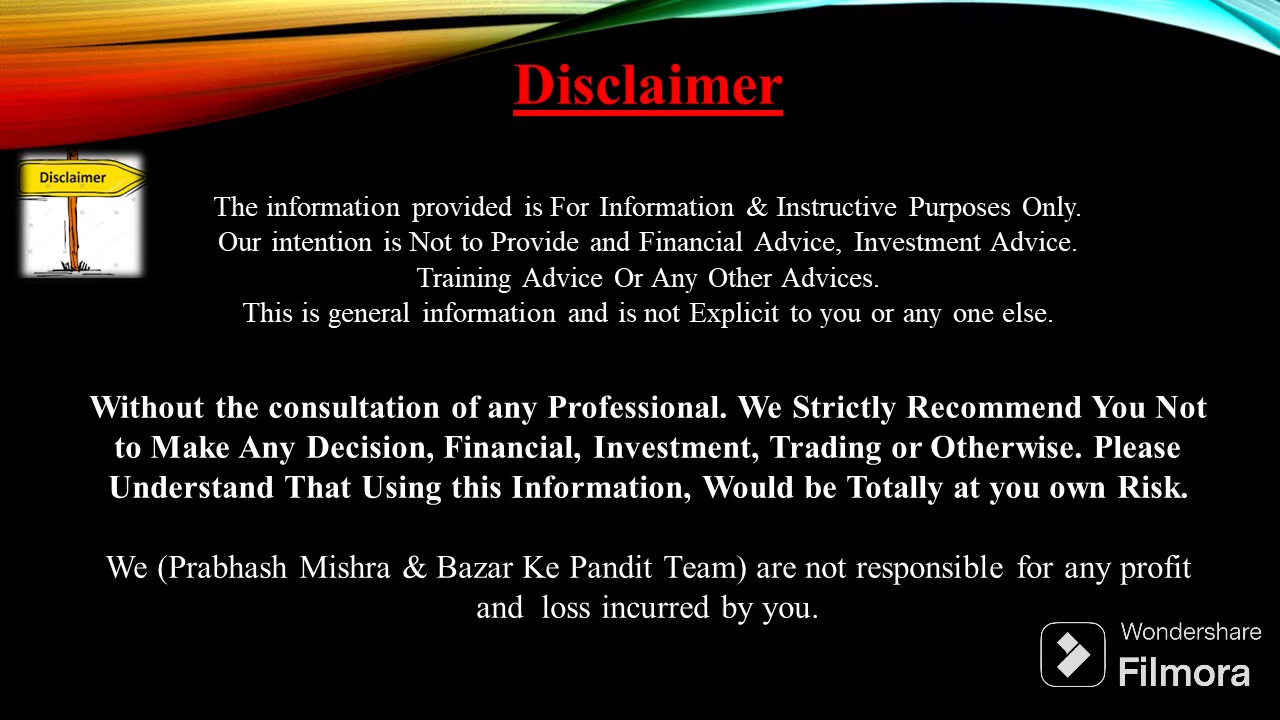 Disclaimer
Disclaimer
The information provided is For Information & Instructive Purposes Only.
Our intention is Not to Provide and Financial Advice, Investment Advice.
Training Advice Or Any Other Advices.
This is general information and is not Explicit to you or any one else.
Without the consultation of any Professional. We Strictly Recommend You Not
to Make Any Decision, Financial, Investment, Trading or Otherwise. Please
Understand That Using this Information, Would be Totally at you own Risk.
We (Prabhash Mishra & Bazar Ke Pandit Team) are not responsible for any profit
and loss incurred by you.
Wondershare
Filmora